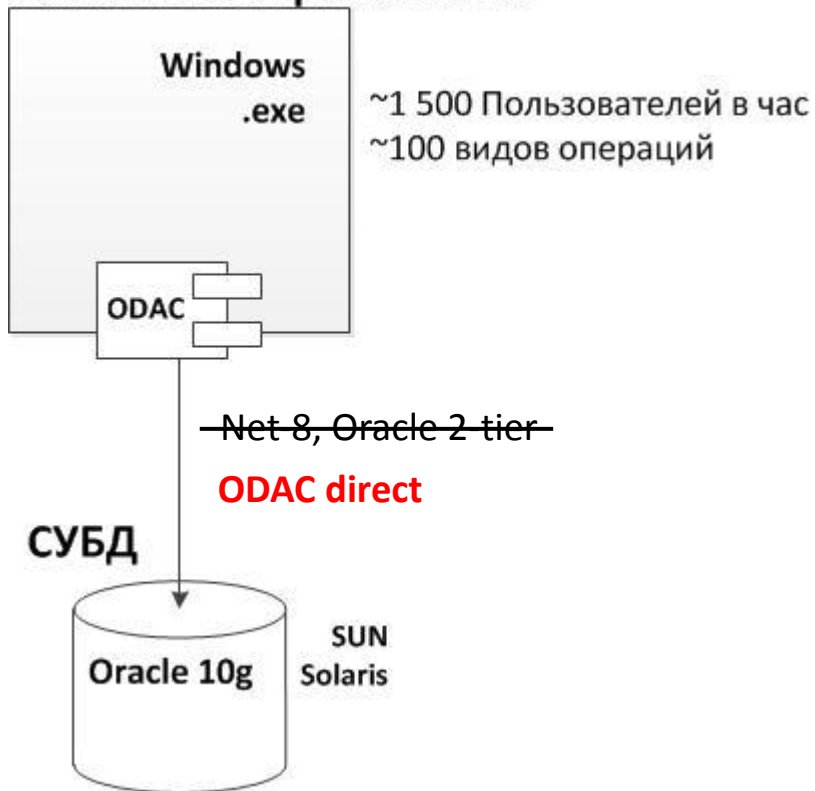 Windows
.exe
~1 500 Пользователей в час
~100 видов операций
ODAC
Net-8, Oracle 2-tier
ODAC direct
СУБД
Oracle 10g
SUN
Solaris